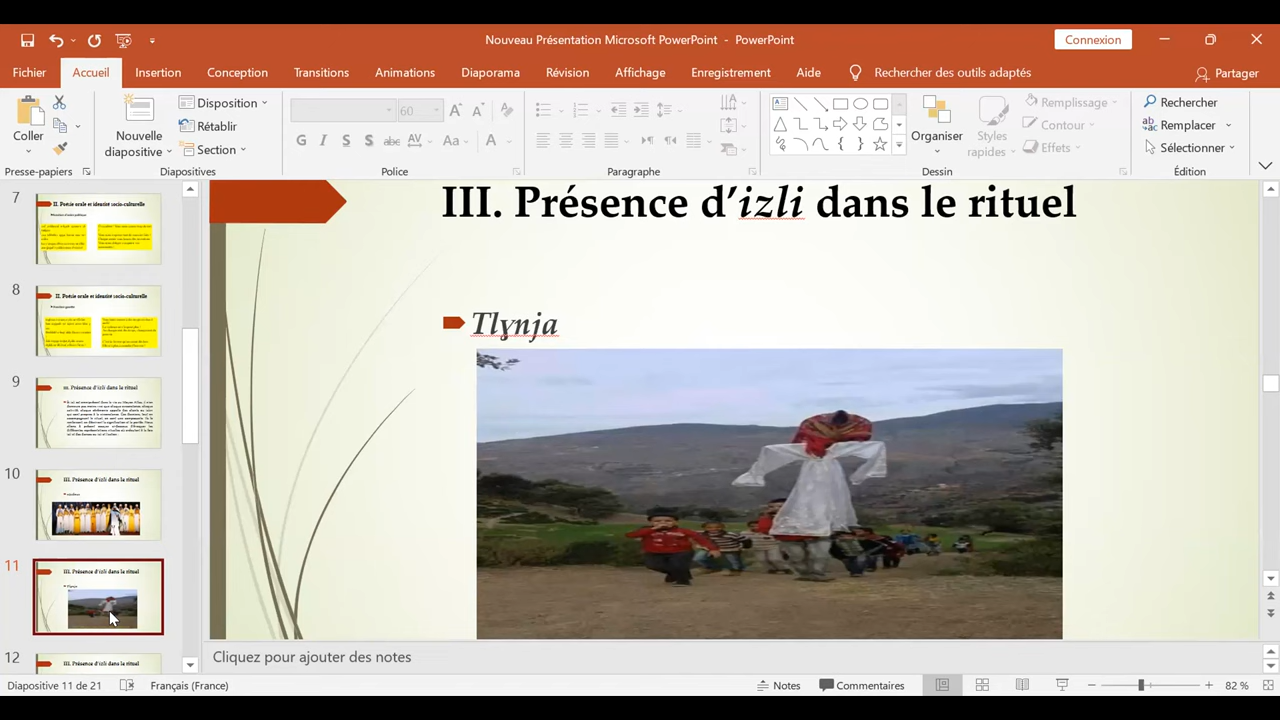 Nouveau Présentation Microsoft PowerPoint - PowerPoint
Connexion
Fichier Accueil Insertion Conception Transitions Animations Diaporama Révision Affichage Enregistrement Aide Rechercher des outils adaptés Partager
Coller
Nouvelle diapositive
Disposition
Rétablir
Section
60
Organiser
Styles rapides
Remplissage
Contour
Effets
Rechercher
Remplacer
Sélectionner
Presse-papiers Diapositives Police Paragraphe Dessin Édition
7
II. Poésie orale et identité socio-culturelle
8
II. Poésie orale et identité socio-culturelle
9
III. Présence d'izli dans le rituel
10
III. Présence d'izli dans le rituel
11
III. Présence d'izli dans le rituel
Tlɣnja
12
III. Présence d'izli dans le rituel
III. Présence d’izli dans le rituel
Tlɣnja
Cliquez pour ajouter des notes
Diapositive 11 de 21 Français (France) Notes Commentaires 82 %